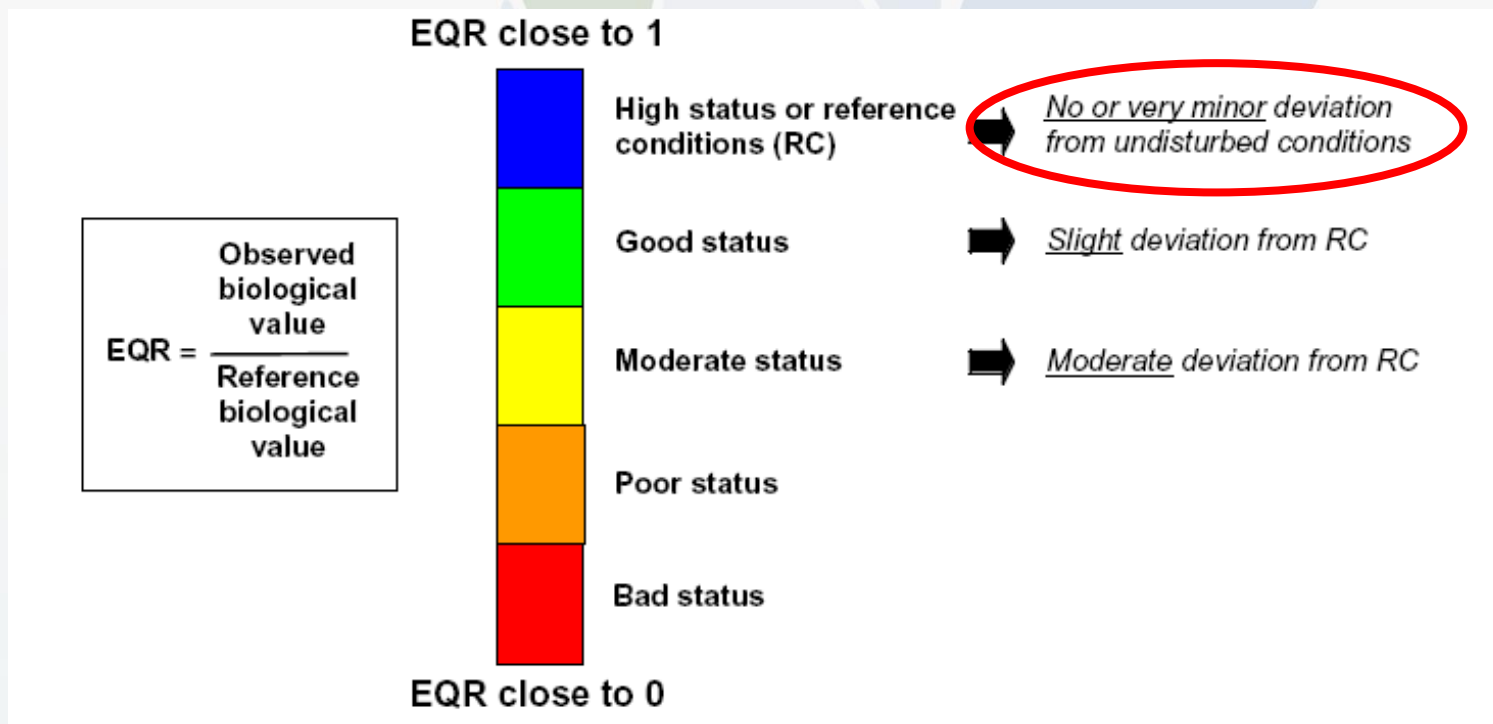 EQR close to 1
High status or reference
conditions (RC)
No or very minor deviation
from undisturbed conditions
Good status
Slight deviation from RC
Observed
biological
value
EQR =
Reference
biological
value
Moderate status
Moderate deviation from RC
Poor status
Bad status
EQR close to 0